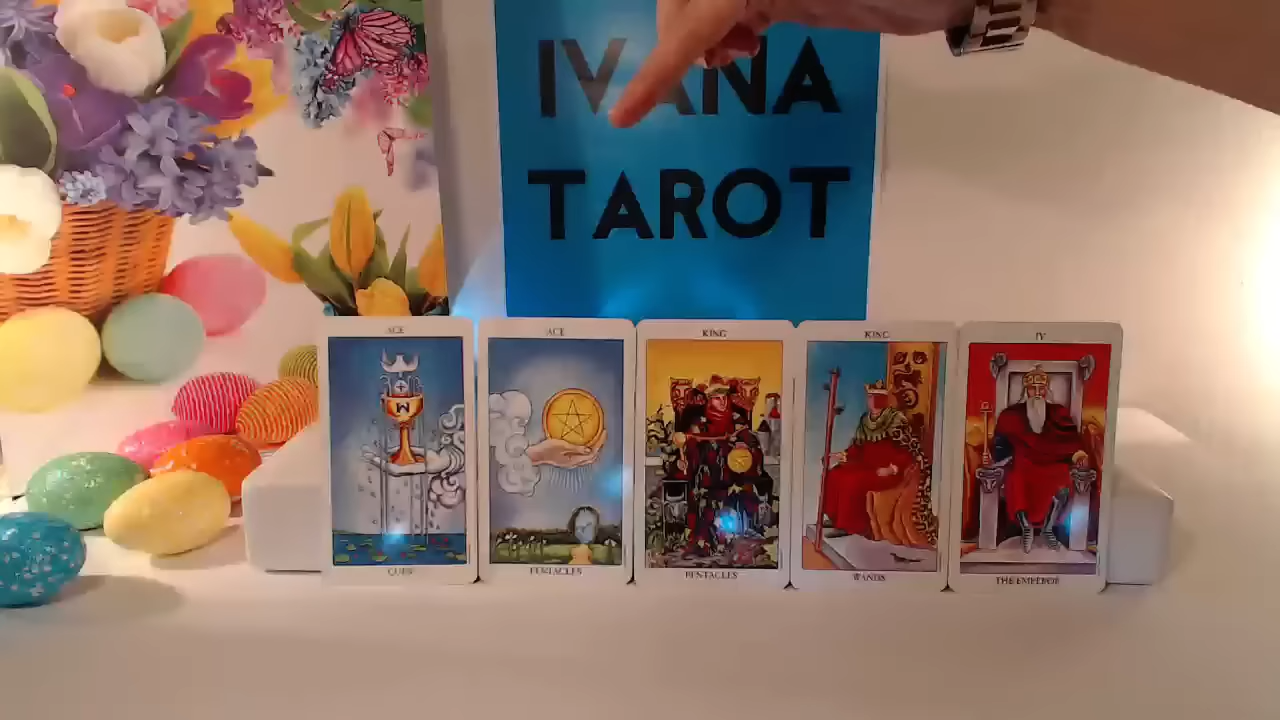 IVANA
TAROT
ACE
ACE
KING
KING
IV
CUPS
PENTACLES
PENTACLES
WANDS
THE EMPEROR